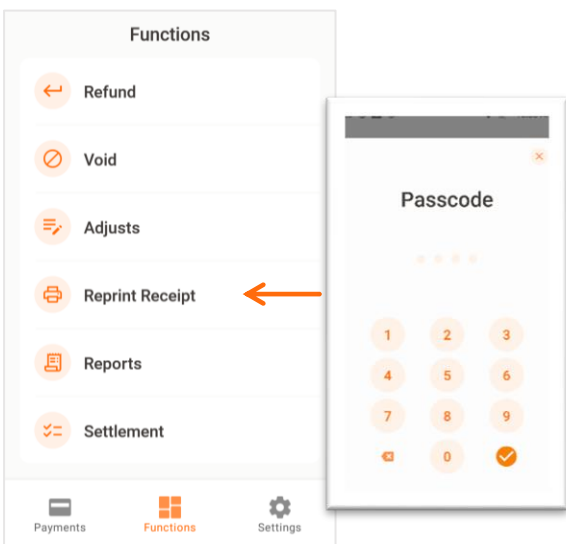 Functions
Refund
Void
Adjusts
Reprint Receipt
Reports
Settlement
Payments Functions Settings
Passcode
1 2 3
4 5 6
7 8 9
0